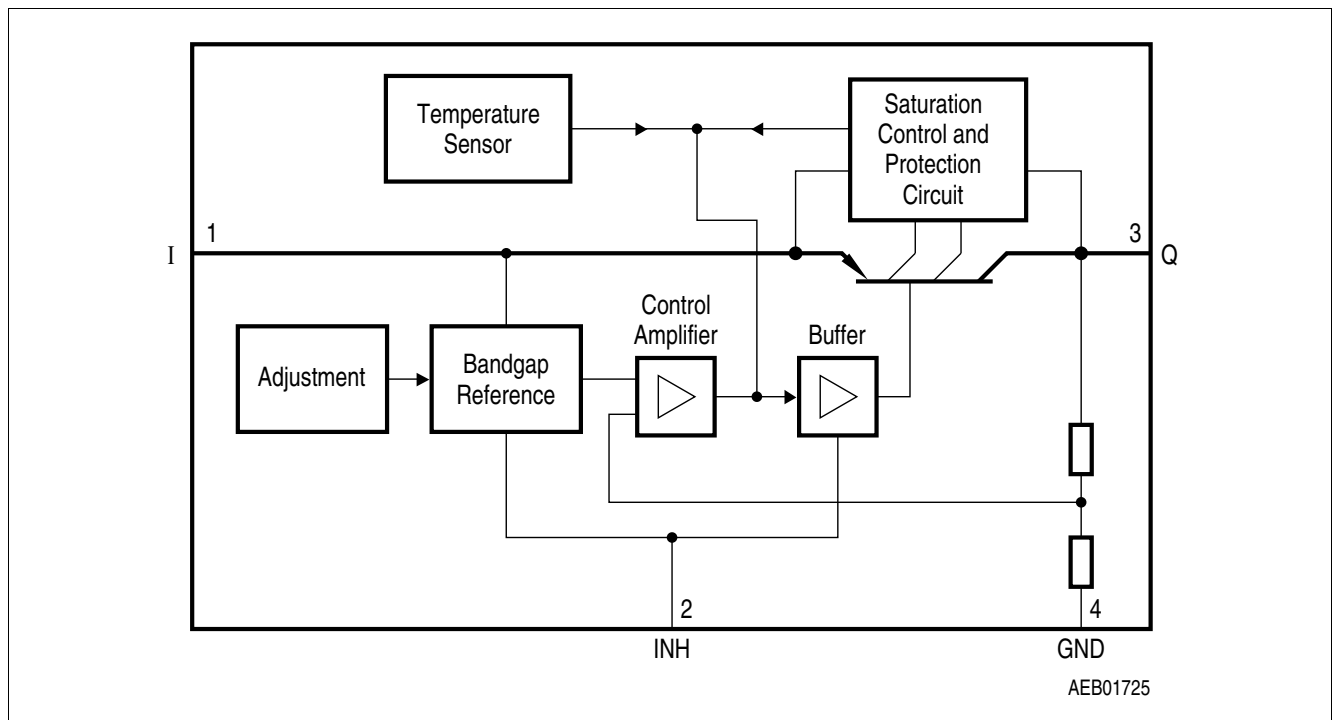 Temperature
Sensor
Saturation
Control and
Protection
Circuit
1
I
3
Q
Control
Amplifier
Buffer
Adjustment
Bandgap
Reference
2
4
INH
GND
AEB01725